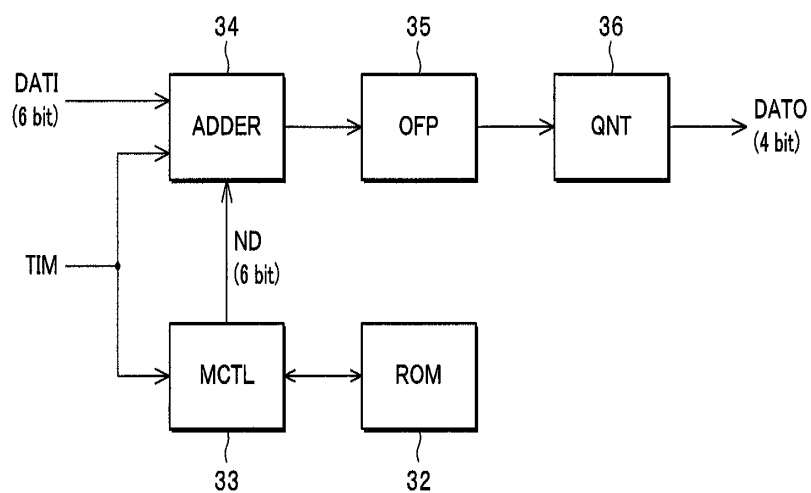 34
35
36
DATI
(6 bit)
ADDER
OFP
QNT
DATO
(4 bit)
ND
(6 bit)
TIM
MCTL
ROM
33
32